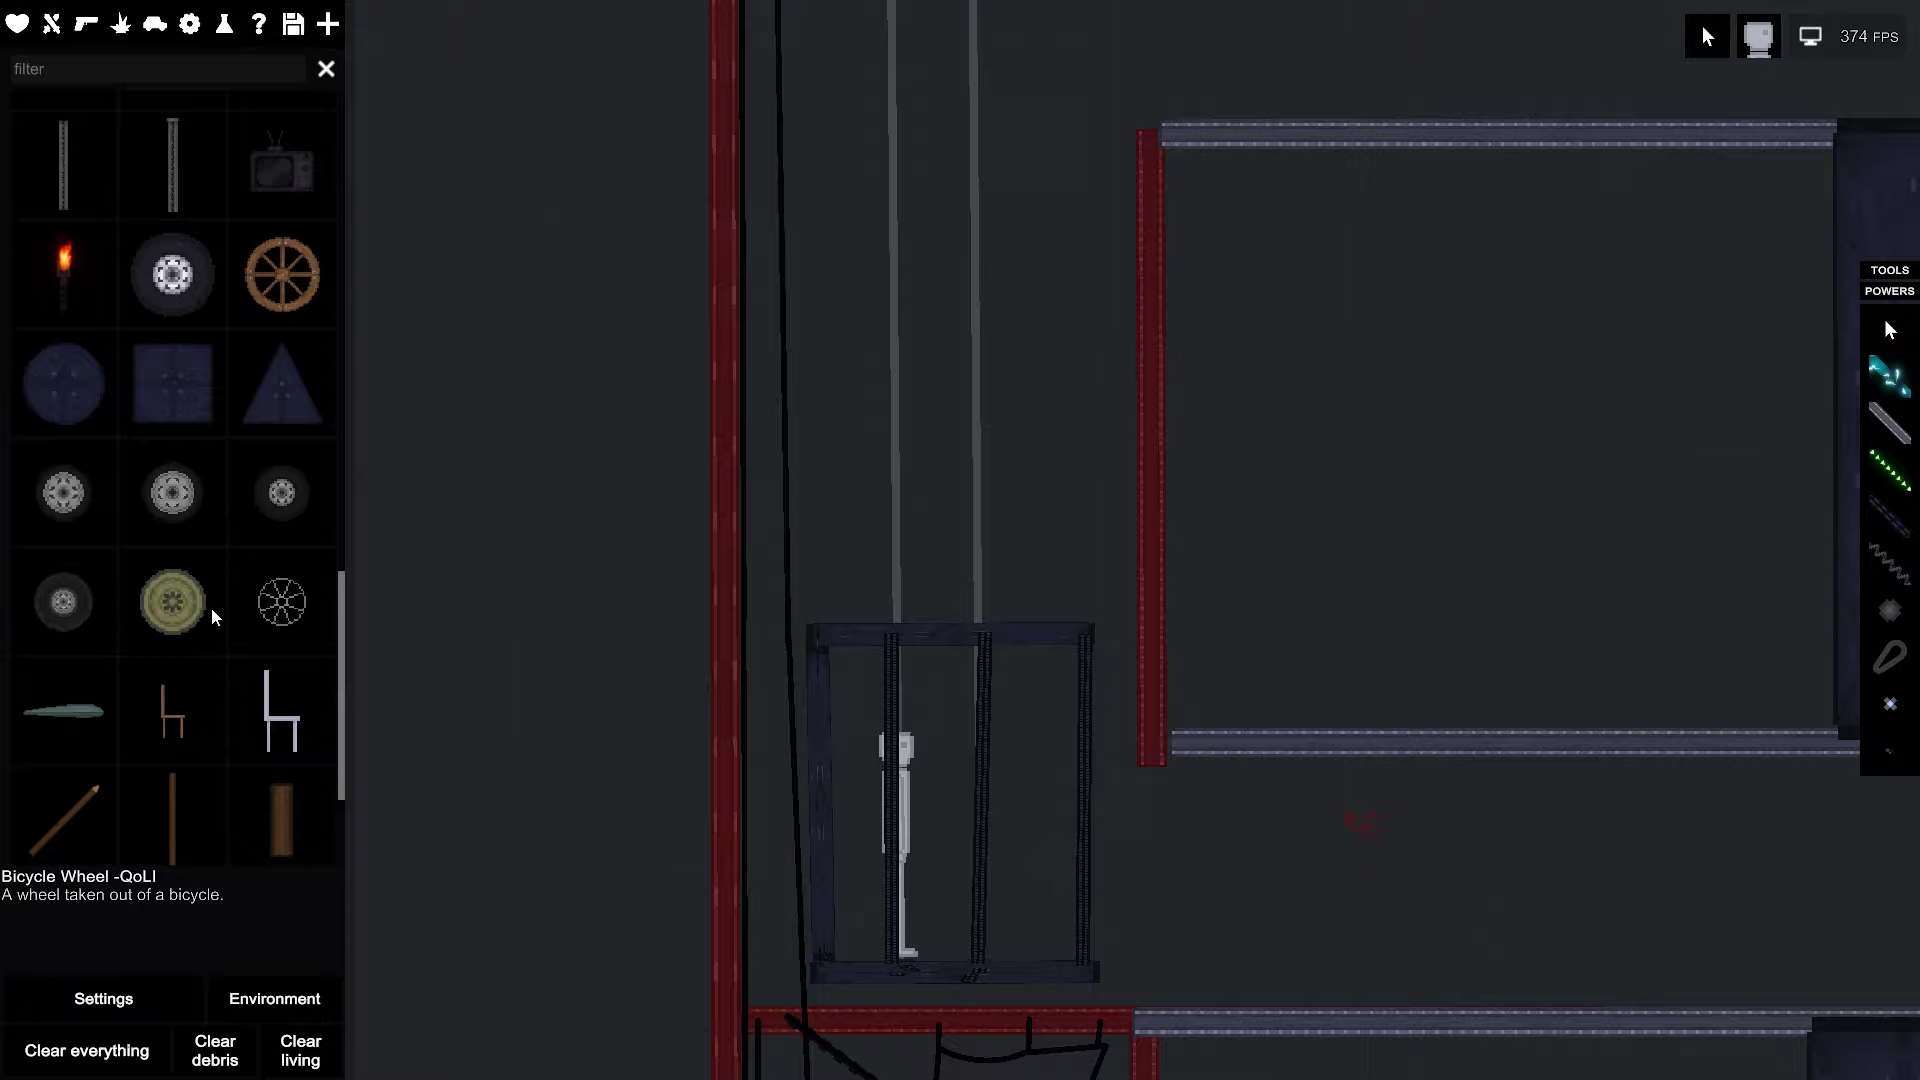 374 FPS
filter
TOOLS
POWERS
Bicycle Wheel -QoLI
A wheel taken out of a bicycle.
Settings
Environment
Clear everything
Clear
debris
Clear
living